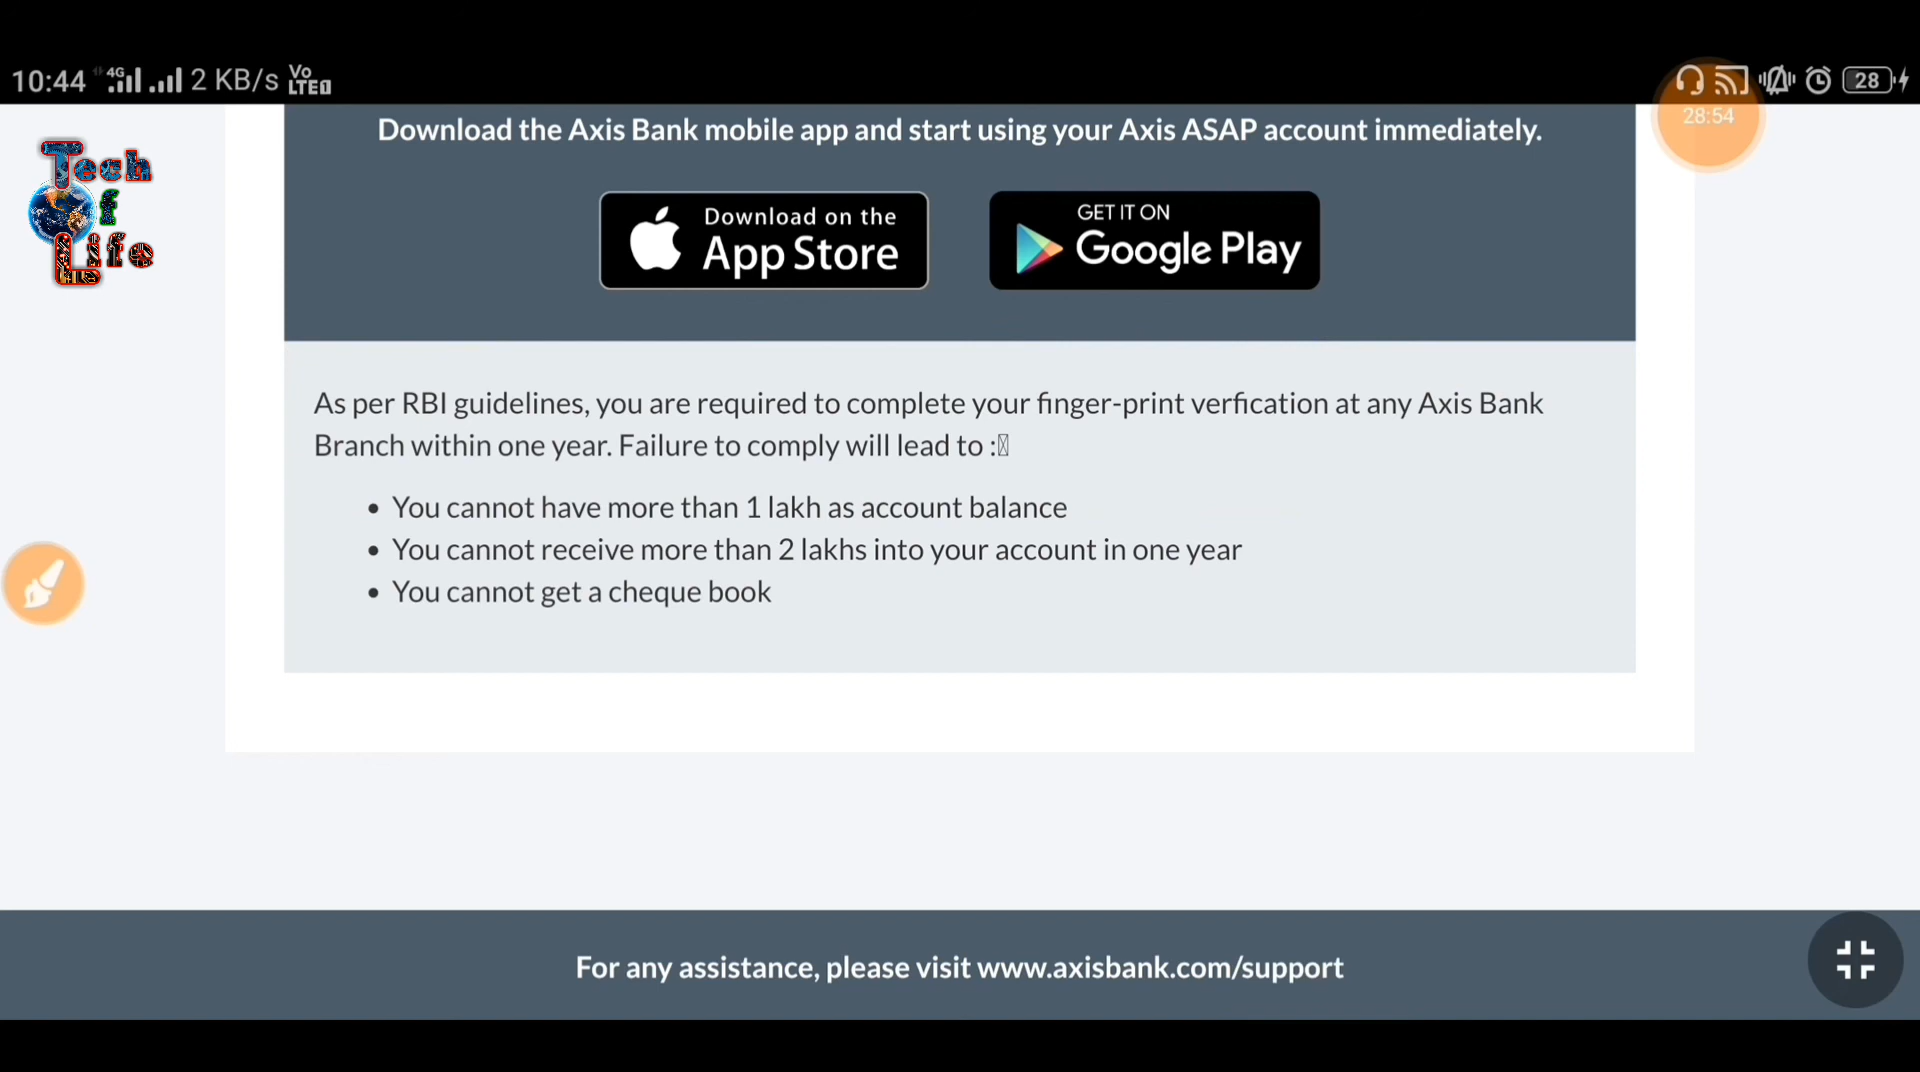 10:44 4G 2 KB/s Vo LTE1 28
28:54
Tech
of
Life
Download the Axis Bank mobile app and start using your Axis ASAP account immediately.
Download on the
App Store
GET IT ON
Google Play
As per RBI guidelines, you are required to complete your finger-print verfication at any Axis Bank
Branch within one year. Failure to comply will lead to :
• You cannot have more than 1 lakh as account balance
• You cannot receive more than 2 lakhs into your account in one year
• You cannot get a cheque book
For any assistance, please visit www.axisbank.com/support